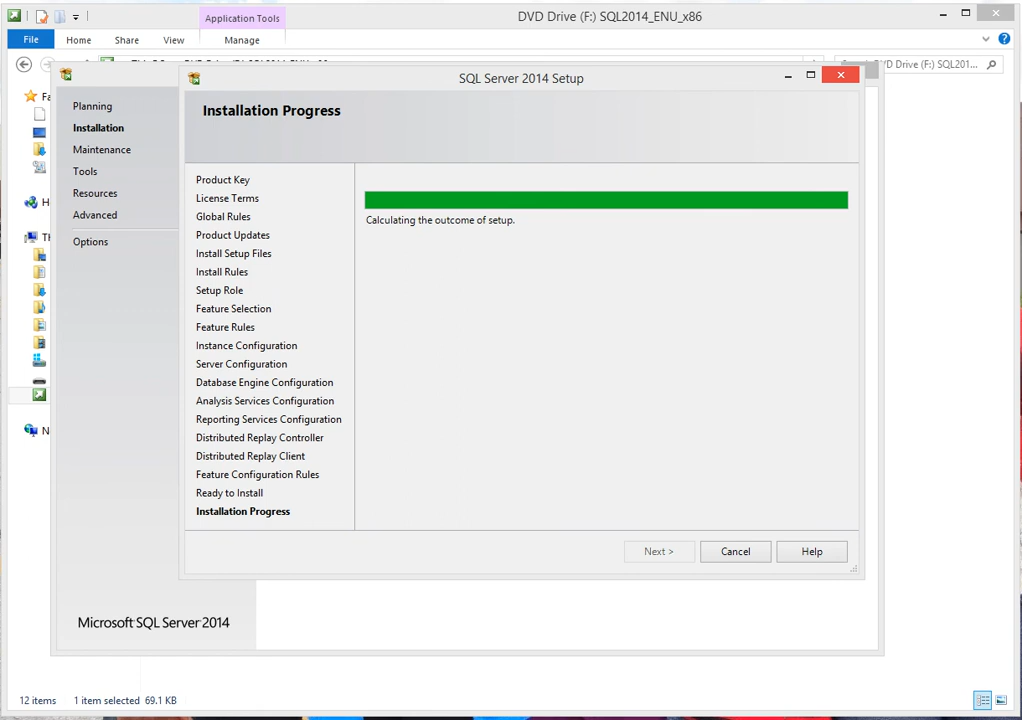 Application Tools
DVD Drive (F:) SQL2014_ENU_x86
File
Home
Share
View
Manage
DVD Drive (F:) SQL201...
SQL Server 2014 Setup
Planning
Installation
Maintenance
Tools
Resources
Advanced
Options
Installation Progress
Product Key
License Terms
Global Rules
Product Updates
Install Setup Files
Install Rules
Setup Role
Feature Selection
Feature Rules
Instance Configuration
Server Configuration
Database Engine Configuration
Analysis Services Configuration
Reporting Services Configuration
Distributed Replay Controller
Distributed Replay Client
Feature Configuration Rules
Ready to Install
Installation Progress
Calculating the outcome of setup.
Next >
Cancel
Help
Microsoft SQL Server 2014
12 items
1 item selected 69.1 KB